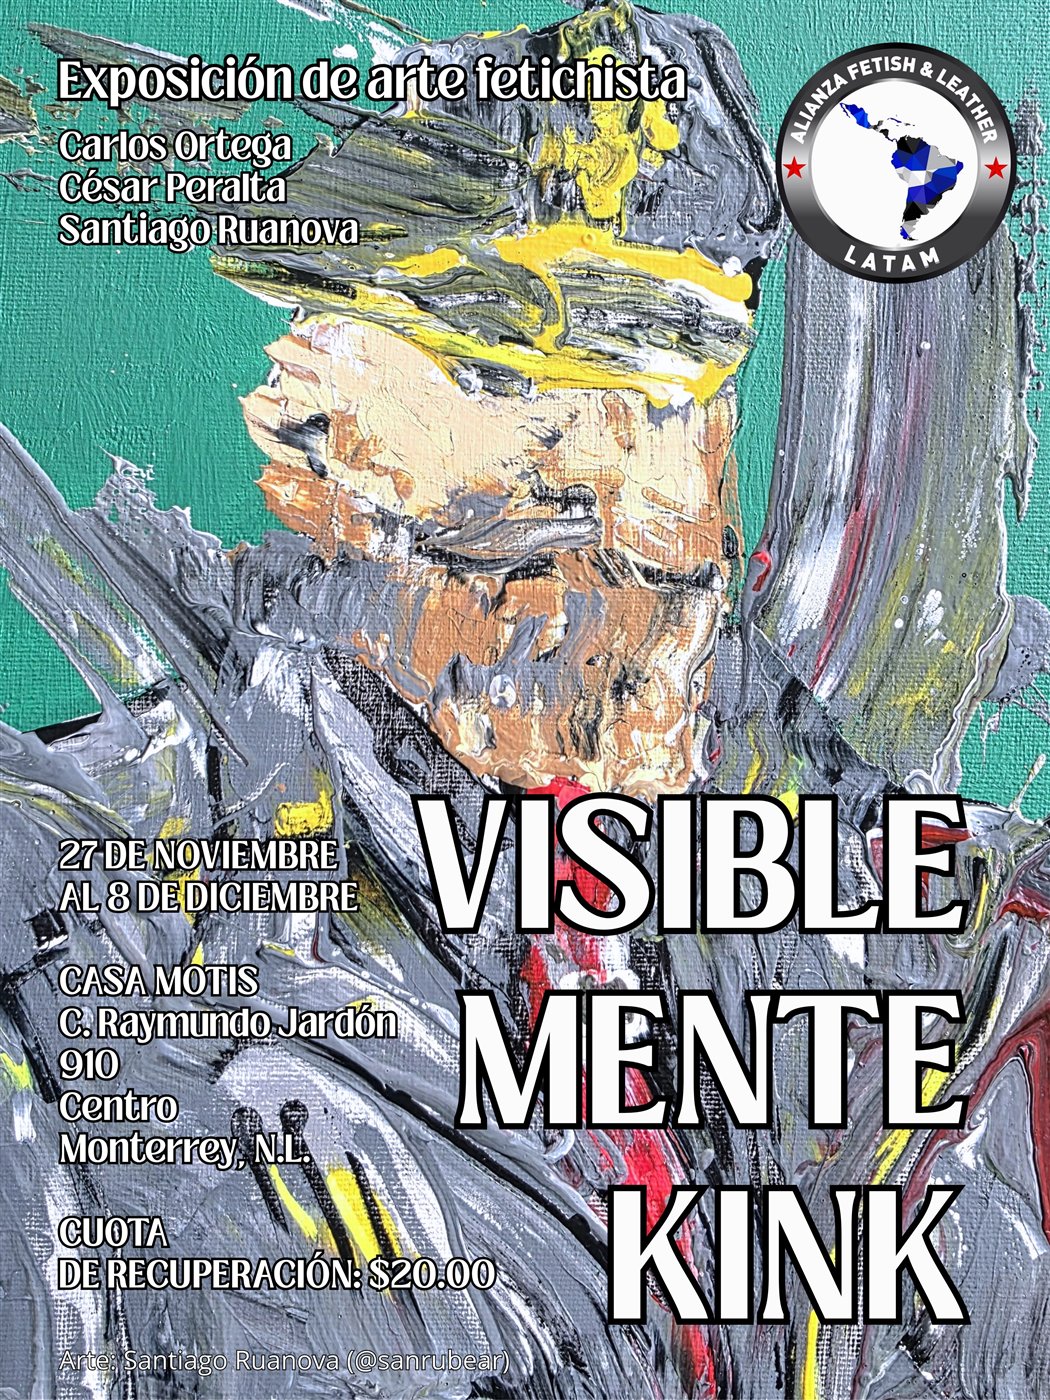 Exposición de arte fetichista
Carlos Ortega
César Peralta
Santiago Ruanova
ALIANZA FETISH & LEATHER
LATAM
VISIBLE
MENTE
KINK
27 DE NOVIEMBRE
AL 8 DE DICIEMBRE
CASA MOTIS
C. Raymundo Jardón
910
Centro
Monterrey, N.L.
CUOTA
DE RECUPERACIÓN: $20.00
Arte: Santiago Ruanova (@sanrubear)